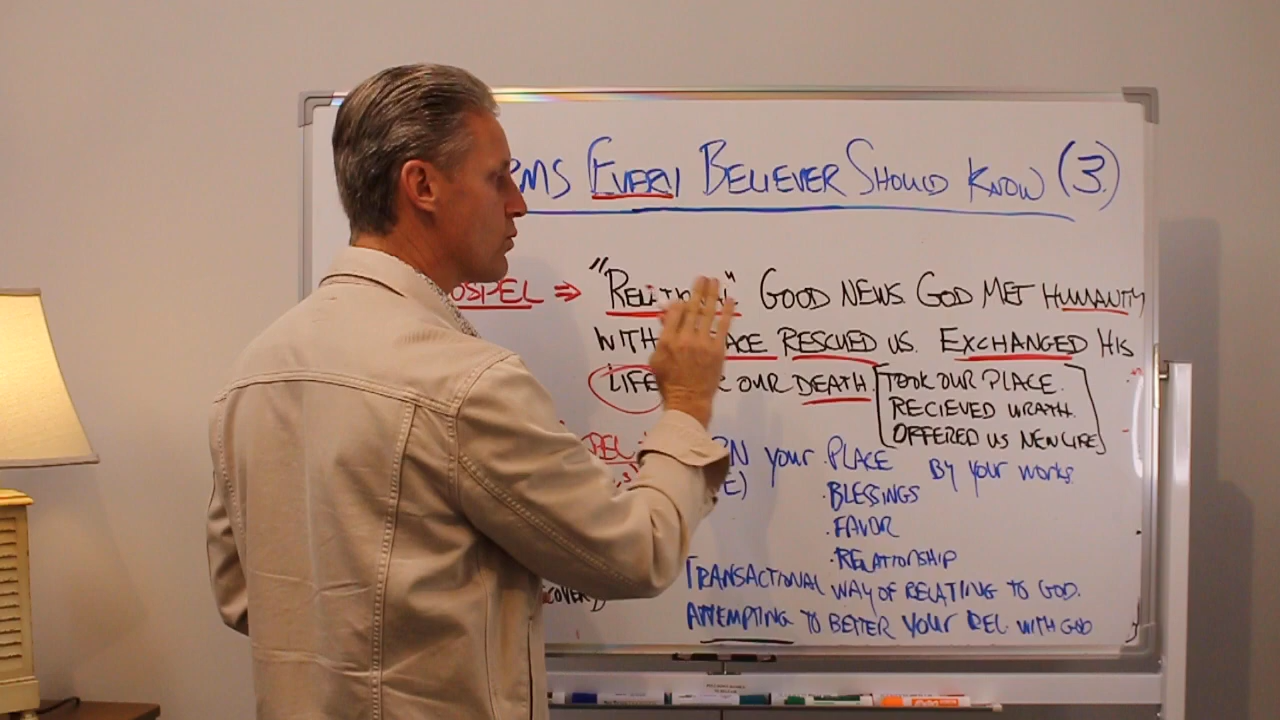 RMS EVERY BELIEVER SHOULD KNOW (3.)
OSPEL ⇒ "RELATIONAL" GOOD NEWS. GOD MET HUMANITY
WITH ACE RESCUED US. EXCHANGED HIS
LIFE R OUR DEATH. [TOOK OUR PLACE.
RECIEVED WRATH.
OFFERED US NEW LIFE]
N your · PLACE By your works.
E) · BLESSINGS
· FAVOR
· RELATIONSHIP
TRANSACTIONAL WAY OF RELATING TO GOD.
ATTEMPTING TO BETTER YOUR REL. WITH GOD
COVER)